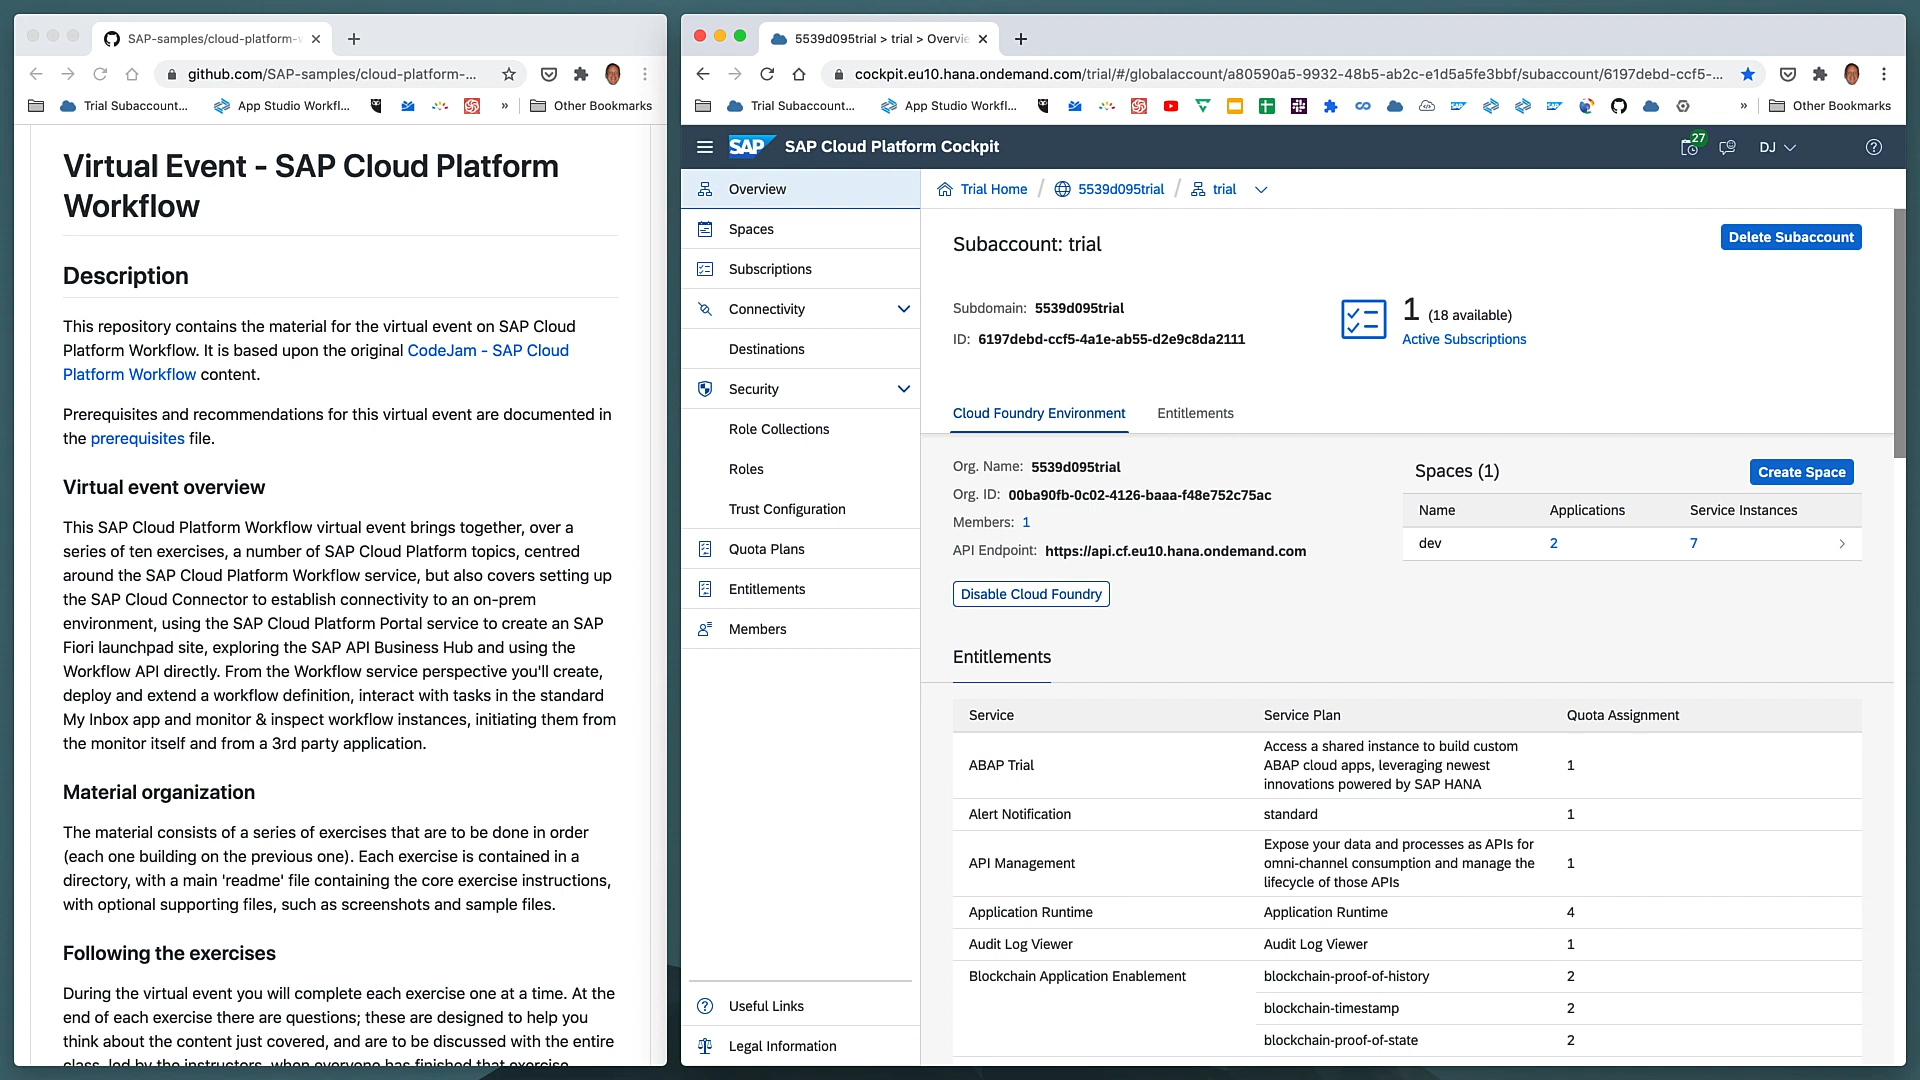 SAP-samples/cloud-platform-
github.com/SAP-samples/cloud-platform-...
Trial Subaccount...
App Studio Workfl...
»
Other Bookmarks
Virtual Event - SAP Cloud Platform
Workflow
Description
This repository contains the material for the virtual event on SAP Cloud
Platform Workflow. It is based upon the original CodeJam - SAP Cloud
Platform Workflow content.
Prerequisites and recommendations for this virtual event are documented in
the prerequisites file.
Virtual event overview
This SAP Cloud Platform Workflow virtual event brings together, over a
series of ten exercises, a number of SAP Cloud Platform topics, centred
around the SAP Cloud Platform Workflow service, but also covers setting up
the SAP Cloud Connector to establish connectivity to an on-prem
environment, using the SAP Cloud Platform Portal service to create an SAP
Fiori launchpad site, exploring the SAP API Business Hub and using the
Workflow API directly. From the Workflow service perspective you'll create,
deploy and extend a workflow definition, interact with tasks in the standard
My Inbox app and monitor & inspect workflow instances, initiating them from
the monitor itself and from a 3rd party application.
Material organization
The material consists of a series of exercises that are to be done in order
(each one building on the previous one). Each exercise is contained in a
directory, with a main 'readme' file containing the core exercise instructions,
with optional supporting files, such as screenshots and sample files.
Following the exercises
During the virtual event you will complete each exercise one at a time. At the
end of each exercise there are questions; these are designed to help you
think about the content just covered, and are to be discussed with the entire
class, led by the instructors, when everyone has finished that exercise.
5539d095trial > trial > Overvie
cockpit.eu10.hana.ondemand.com/trial/#/globalaccount/a80590a5-9932-48b5-ab2c-e1d5a5fe3bbf/subaccount/6197debd-ccf5-...
Trial Subaccount...
App Studio Workfl...
»
Other Bookmarks
SAP
SAP Cloud Platform Cockpit
27
DJ
Overview
Spaces
Subscriptions
Connectivity
Destinations
Security
Role Collections
Roles
Trust Configuration
Quota Plans
Entitlements
Members
Useful Links
Legal Information
Trial Home / 5539d095trial / trial
Subaccount: trial
Delete Subaccount
Subdomain: 5539d095trial
ID: 6197debd-ccf5-4a1e-ab55-d2e9c8da2111
1 (18 available)
Active Subscriptions
Cloud Foundry Environment
Entitlements
Org. Name: 5539d095trial
Org. ID: 00ba90fb-0c02-4126-baaa-f48e752c75ac
Members: 1
API Endpoint: https://api.cf.eu10.hana.ondemand.com
Disable Cloud Foundry
Spaces (1)
Create Space
Name Applications Service Instances
dev 2 7
Entitlements
Service Service Plan Quota Assignment
ABAP Trial
Access a shared instance to build custom
ABAP cloud apps, leveraging newest
innovations powered by SAP HANA
1
Alert Notification standard 1
API Management
Expose your data and processes as APIs for
omni-channel consumption and manage the
lifecycle of those APIs
1
Application Runtime Application Runtime 4
Audit Log Viewer Audit Log Viewer 1
Blockchain Application Enablement blockchain-proof-of-history 2
blockchain-timestamp 2
blockchain-proof-of-state 2